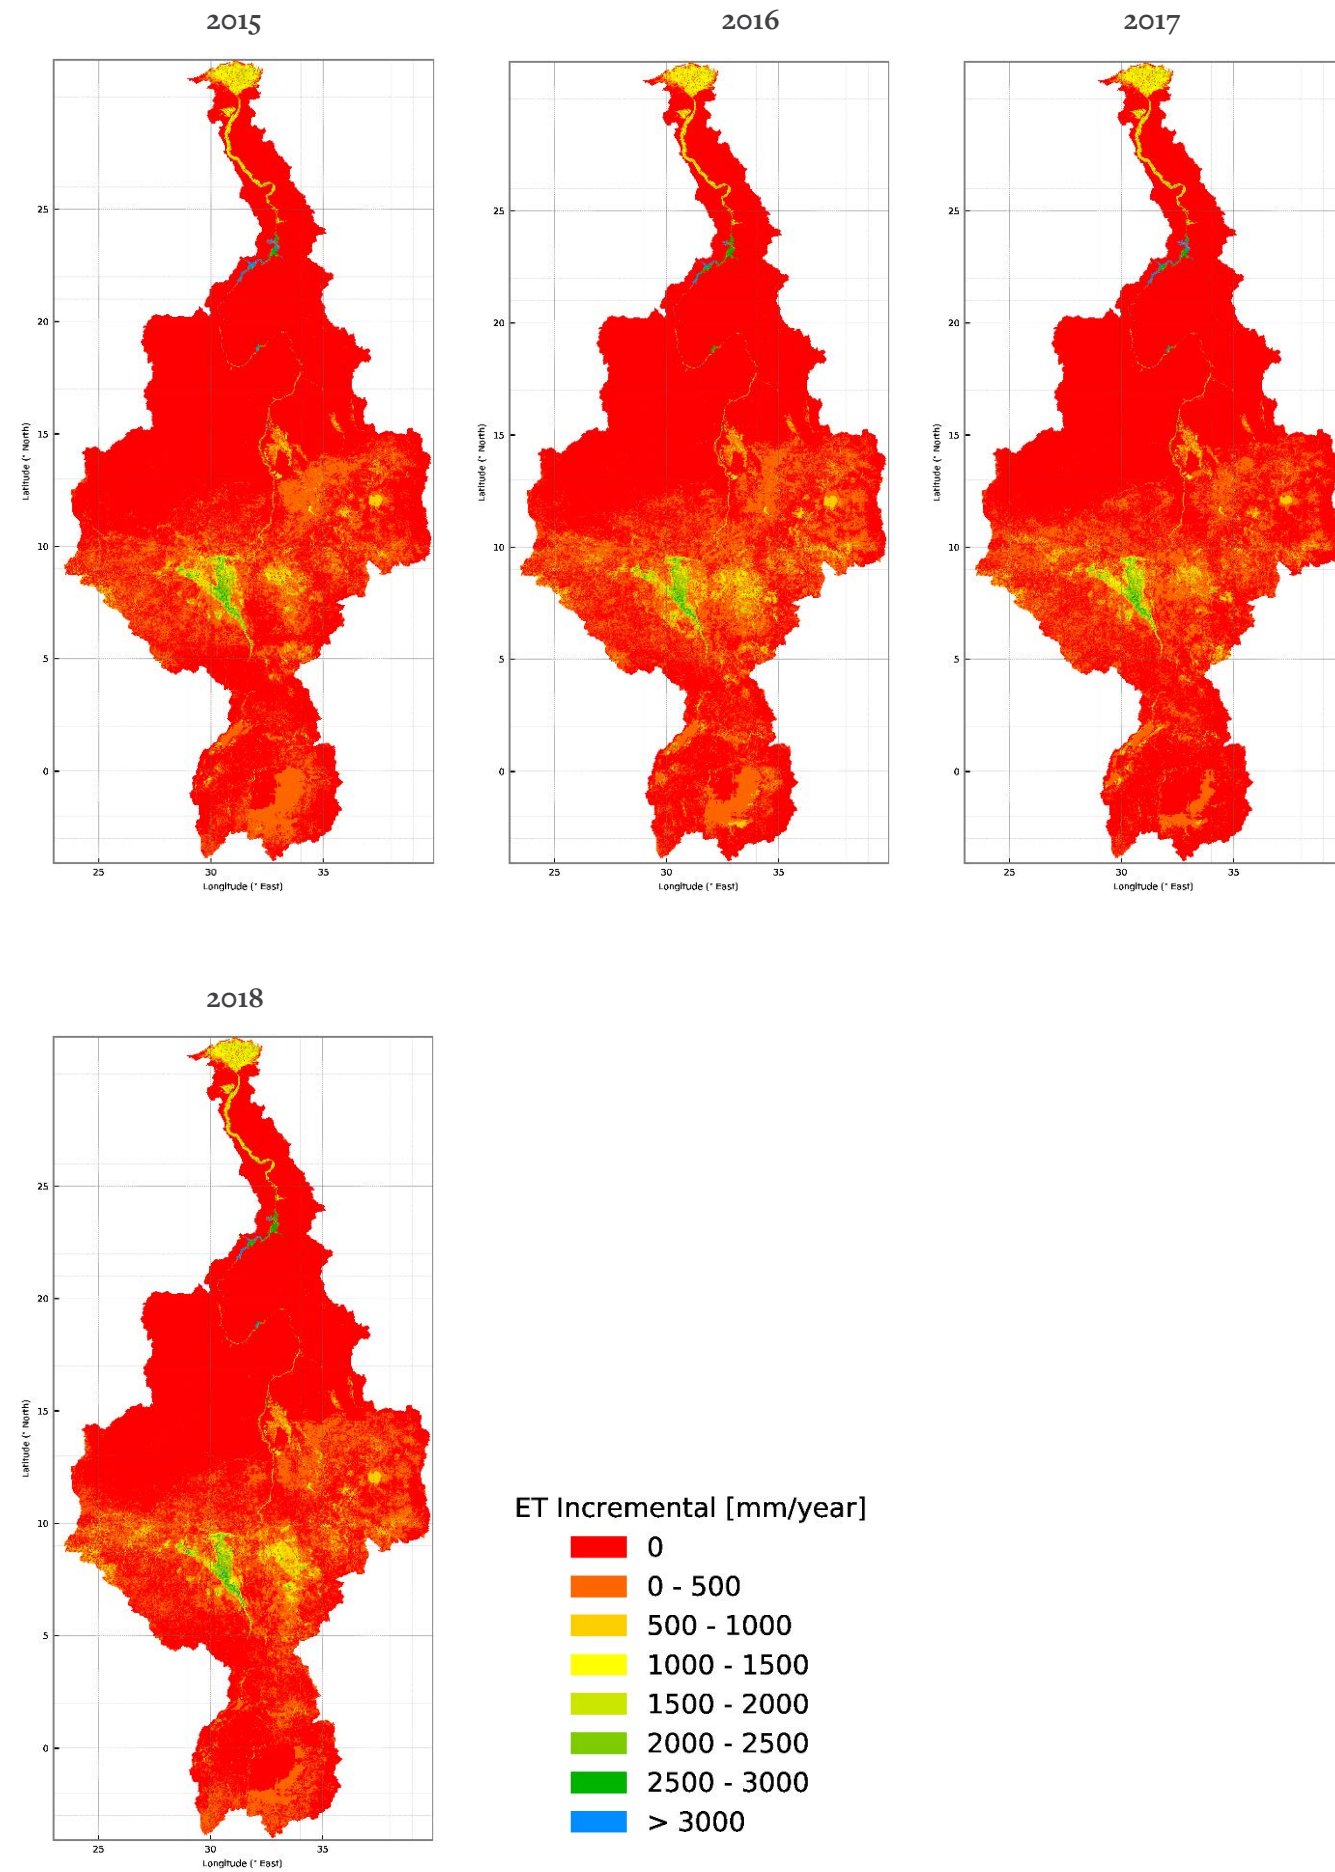 2015
2016
2017
25
20
15
10
5
0
Latitude (° North)
25
30
35
Longitude (° East)
25
20
15
10
5
0
Latitude (° North)
25
30
35
Longitude (° East)
25
20
15
10
5
0
Latitude (° North)
25
30
35
Longitude (° East)
2018
25
20
15
10
5
0
Latitude (° North)
25
30
35
Longitude (° East)
ET Incremental [mm/year]
0
0 - 500
500 - 1000
1000 - 1500
1500 - 2000
2000 - 2500
2500 - 3000
> 3000